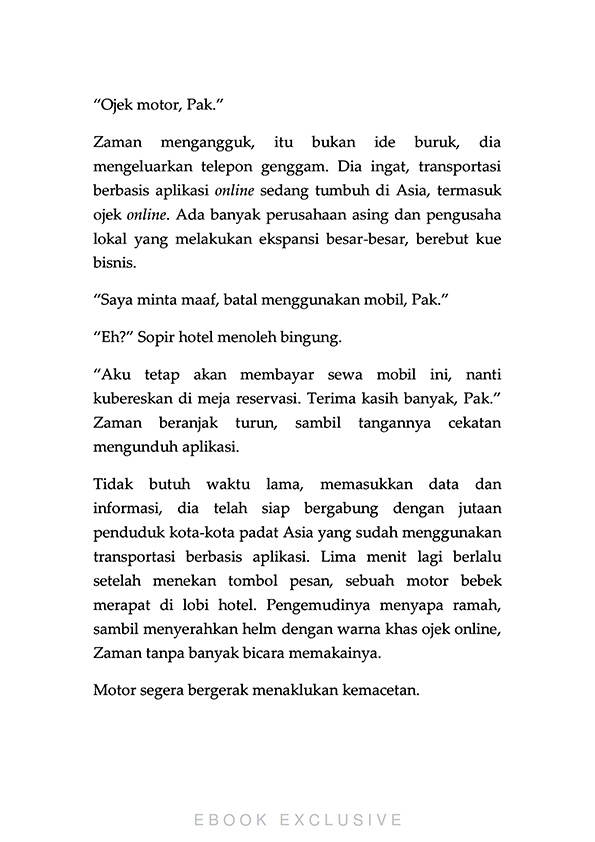 “Ojek motor, Pak.”
Zaman mengangguk, itu bukan ide buruk, dia
mengeluarkan telepon genggam. Dia ingat, transportasi
berbasis aplikasi online sedang tumbuh di Asia, termasuk
ojek online. Ada banyak perusahaan asing dan pengusaha
lokal yang melakukan ekspansi besar-besar, berebut kue
bisnis.
“Saya minta maaf, batal menggunakan mobil, Pak.”
“Eh?” Sopir hotel menoleh bingung.
“Aku tetap akan membayar sewa mobil ini, nanti
kubereskan di meja reservasi. Terima kasih banyak, Pak.”
Zaman beranjak turun, sambil tangannya cekatan
mengunduh aplikasi.
Tidak butuh waktu lama, memasukkan data dan
informasi, dia telah siap bergabung dengan jutaan
penduduk kota-kota padat Asia yang sudah menggunakan
transportasi berbasis aplikasi. Lima menit lagi berlalu
setelah menekan tombol pesan, sebuah motor bebek
merapat di lobi hotel. Pengemudinya menyapa ramah,
sambil menyerahkan helm dengan warna khas ojek online,
Zaman tanpa banyak bicara memakainya.
Motor segera bergerak menaklukan kemacetan.
EBOOK EXCLUSIVE